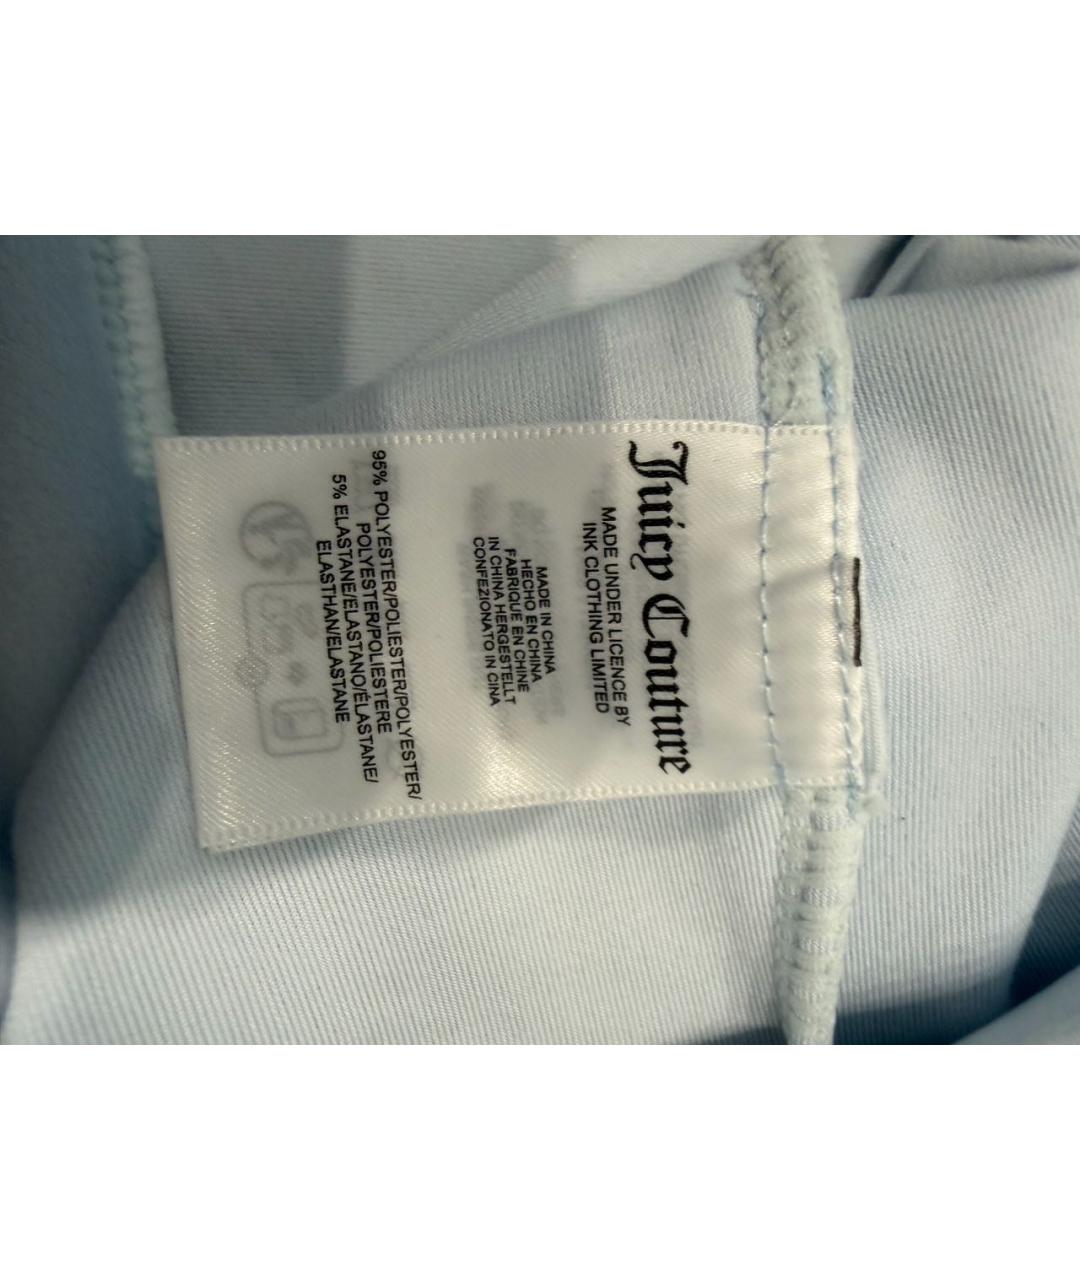 Juicy Couture
MADE UNDER LICENCE BY
INK CLOTHING LIMITED
MADE IN CHINA
HECHO EN CHINA
FABRIQUE EN CHINE
IN CHINA HERGESTELLT
CONFEZIONATO IN CINA
95% POLYESTER/POLIESTER/POLYESTER/
POLYESTER/POLIESTERE
5% ELASTANE/ELASTANO/ÉLASTANE/
ELASTHAN/ELASTANE